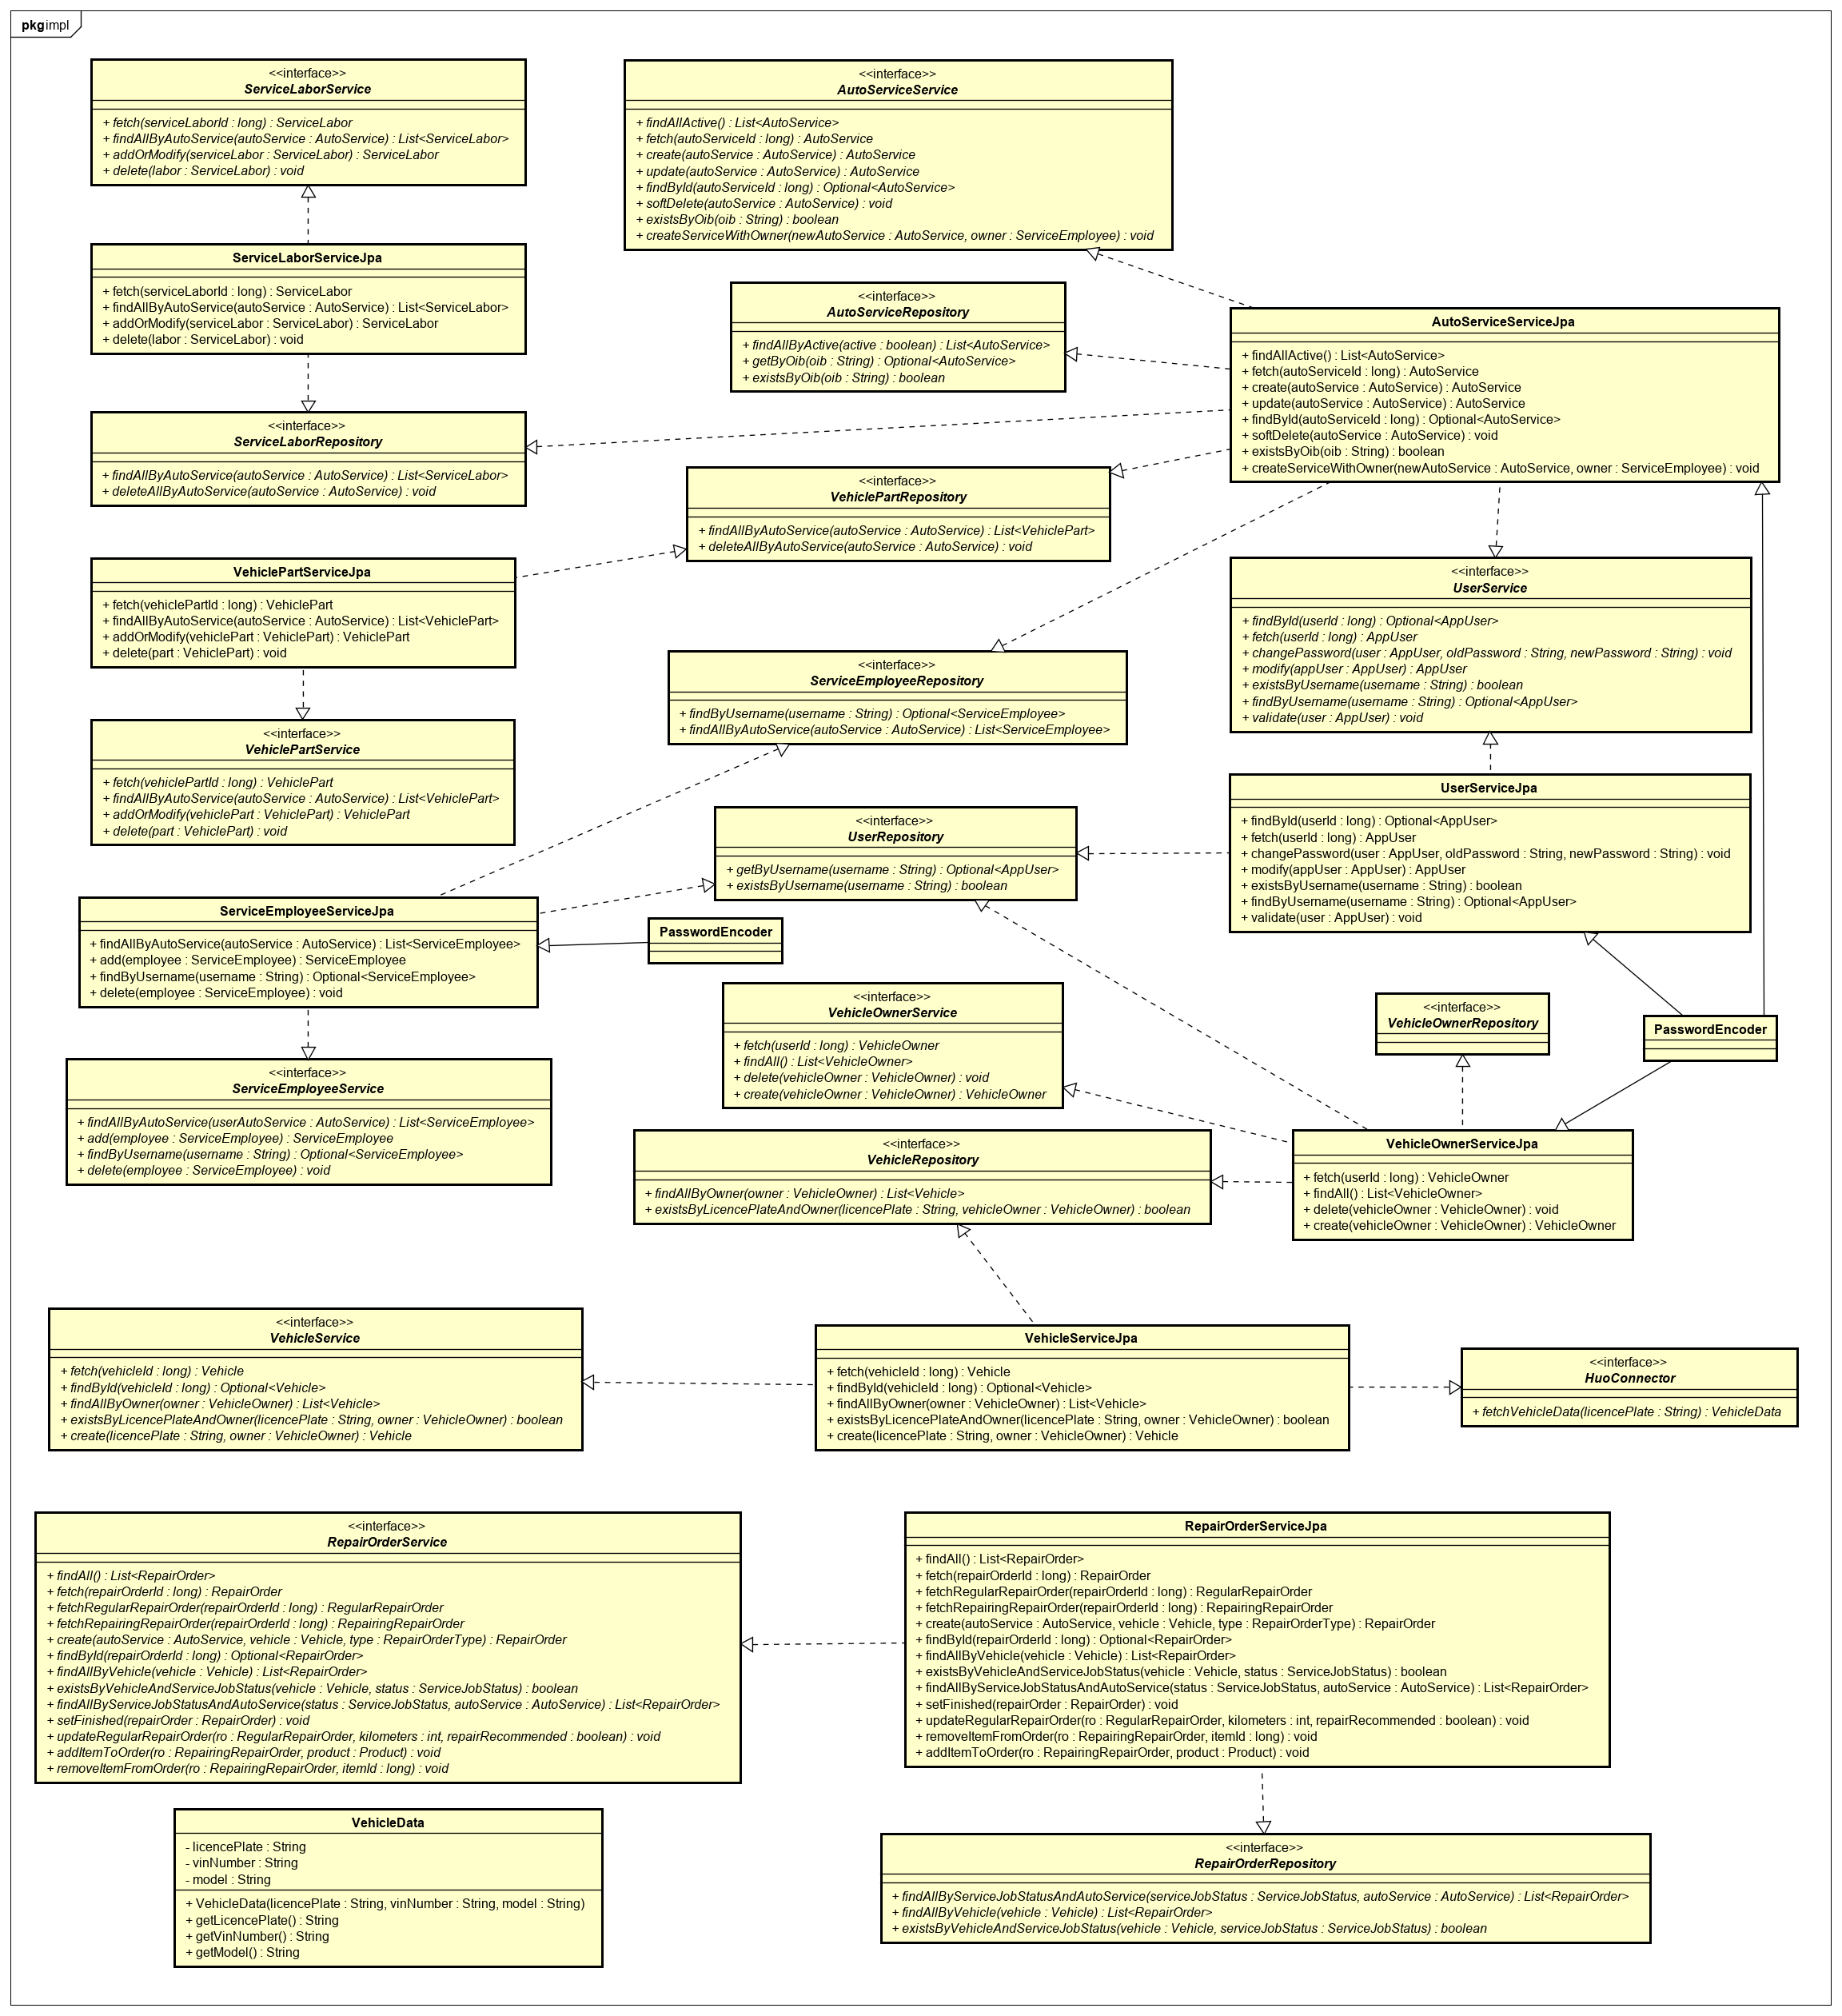 pkg impl
<<interface>>
ServiceLaborService
+ fetch(serviceLaborId : long) : ServiceLabor
+ findAllByAutoService(autoService : AutoService) : List<ServiceLabor>
+ addOrModify(serviceLabor : ServiceLabor) : ServiceLabor
+ delete(labor : ServiceLabor) : void
<<interface>>
AutoServiceService
+ findAllActive() : List<AutoService>
+ fetch(autoServiceId : long) : AutoService
+ create(autoService : AutoService) : AutoService
+ update(autoService : AutoService) : AutoService
+ findById(autoServiceId : long) : Optional<AutoService>
+ softDelete(autoService : AutoService) : void
+ existsByOib(oib : String) : boolean
+ createServiceWithOwner(newAutoService : AutoService, owner : ServiceEmployee) : void
ServiceLaborServiceJpa
+ fetch(serviceLaborId : long) : ServiceLabor
+ findAllByAutoService(autoService : AutoService) : List<ServiceLabor>
+ addOrModify(serviceLabor : ServiceLabor) : ServiceLabor
+ delete(labor : ServiceLabor) : void
<<interface>>
AutoServiceRepository
+ findAllByActive(active : boolean) : List<AutoService>
+ getByOib(oib : String) : Optional<AutoService>
+ existsByOib(oib : String) : boolean
AutoServiceServiceJpa
+ findAllActive() : List<AutoService>
+ fetch(autoServiceId : long) : AutoService
+ create(autoService : AutoService) : AutoService
+ update(autoService : AutoService) : AutoService
+ findById(autoServiceId : long) : Optional<AutoService>
+ softDelete(autoService : AutoService) : void
+ existsByOib(oib : String) : boolean
+ createServiceWithOwner(newAutoService : AutoService, owner : ServiceEmployee) : void
<<interface>>
ServiceLaborRepository
+ findAllByAutoService(autoService : AutoService) : List<ServiceLabor>
+ deleteAllByAutoService(autoService : AutoService) : void
<<interface>>
VehiclePartRepository
+ findAllByAutoService(autoService : AutoService) : List<VehiclePart>
+ deleteAllByAutoService(autoService : AutoService) : void
VehiclePartServiceJpa
+ fetch(vehiclePartId : long) : VehiclePart
+ findAllByAutoService(autoService : AutoService) : List<VehiclePart>
+ addOrModify(vehiclePart : VehiclePart) : VehiclePart
+ delete(part : VehiclePart) : void
<<interface>>
UserService
+ findById(userId : long) : Optional<AppUser>
+ fetch(userId : long) : AppUser
+ changePassword(user : AppUser, oldPassword : String, newPassword : String) : void
+ modify(appUser : AppUser) : AppUser
+ existsByUsername(username : String) : boolean
+ findByUsername(username : String) : Optional<AppUser>
+ validate(user : AppUser) : void
<<interface>>
ServiceEmployeeRepository
+ findByUsername(username : String) : Optional<ServiceEmployee>
+ findAllByAutoService(autoService : AutoService) : List<ServiceEmployee>
<<interface>>
VehiclePartService
+ fetch(vehiclePartId : long) : VehiclePart
+ findAllByAutoService(autoService : AutoService) : List<VehiclePart>
+ addOrModify(vehiclePart : VehiclePart) : VehiclePart
+ delete(part : VehiclePart) : void
UserServiceJpa
+ findById(userId : long) : Optional<AppUser>
+ fetch(userId : long) : AppUser
+ changePassword(user : AppUser, oldPassword : String, newPassword : String) : void
+ modify(appUser : AppUser) : AppUser
+ existsByUsername(username : String) : boolean
+ findByUsername(username : String) : Optional<AppUser>
+ validate(user : AppUser) : void
<<interface>>
UserRepository
+ getByUsername(username : String) : Optional<AppUser>
+ existsByUsername(username : String) : boolean
ServiceEmployeeServiceJpa
+ findAllByAutoService(autoService : AutoService) : List<ServiceEmployee>
+ add(employee : ServiceEmployee) : ServiceEmployee
+ findByUsername(username : String) : Optional<ServiceEmployee>
+ delete(employee : ServiceEmployee) : void
PasswordEncoder
<<interface>>
VehicleOwnerService
+ fetch(userId : long) : VehicleOwner
+ findAll() : List<VehicleOwner>
+ delete(vehicleOwner : VehicleOwner) : void
+ create(vehicleOwner : VehicleOwner) : VehicleOwner
<<interface>>
VehicleOwnerRepository
PasswordEncoder
<<interface>>
ServiceEmployeeService
+ findAllByAutoService(userAutoService : AutoService) : List<ServiceEmployee>
+ add(employee : ServiceEmployee) : ServiceEmployee
+ findByUsername(username : String) : Optional<ServiceEmployee>
+ delete(employee : ServiceEmployee) : void
<<interface>>
VehicleRepository
+ findAllByOwner(owner : VehicleOwner) : List<Vehicle>
+ existsByLicencePlateAndOwner(licencePlate : String, vehicleOwner : VehicleOwner) : boolean
VehicleOwnerServiceJpa
+ fetch(userId : long) : VehicleOwner
+ findAll() : List<VehicleOwner>
+ delete(vehicleOwner : VehicleOwner) : void
+ create(vehicleOwner : VehicleOwner) : VehicleOwner
<<interface>>
VehicleService
+ fetch(vehicleId : long) : Vehicle
+ findById(vehicleId : long) : Optional<Vehicle>
+ findAllByOwner(owner : VehicleOwner) : List<Vehicle>
+ existsByLicencePlateAndOwner(licencePlate : String, owner : VehicleOwner) : boolean
+ create(licencePlate : String, owner : VehicleOwner) : Vehicle
VehicleServiceJpa
+ fetch(vehicleId : long) : Vehicle
+ findById(vehicleId : long) : Optional<Vehicle>
+ findAllByOwner(owner : VehicleOwner) : List<Vehicle>
+ existsByLicencePlateAndOwner(licencePlate : String, owner : VehicleOwner) : boolean
+ create(licencePlate : String, owner : VehicleOwner) : Vehicle
<<interface>>
HuoConnector
+ fetchVehicleData(licencePlate : String) : VehicleData
<<interface>>
RepairOrderService
+ findAll() : List<RepairOrder>
+ fetch(repairOrderId : long) : RepairOrder
+ fetchRegularRepairOrder(repairOrderId : long) : RegularRepairOrder
+ fetchRepairingRepairOrder(repairOrderId : long) : RepairingRepairOrder
+ create(autoService : AutoService, vehicle : Vehicle, type : RepairOrderType) : RepairOrder
+ findById(repairOrderId : long) : Optional<RepairOrder>
+ findAllByVehicle(vehicle : Vehicle) : List<RepairOrder>
+ existsByVehicleAndServiceJobStatus(vehicle : Vehicle, status : ServiceJobStatus) : boolean
+ findAllByServiceJobStatusAndAutoService(status : ServiceJobStatus, autoService : AutoService) : List<RepairOrder>
+ setFinished(repairOrder : RepairOrder) : void
+ updateRegularRepairOrder(ro : RegularRepairOrder, kilometers : int, repairRecommended : boolean) : void
+ addItemToOrder(ro : RepairingRepairOrder, product : Product) : void
+ removeItemFromOrder(ro : RepairingRepairOrder, itemId : long) : void
RepairOrderServiceJpa
+ findAll() : List<RepairOrder>
+ fetch(repairOrderId : long) : RepairOrder
+ fetchRegularRepairOrder(repairOrderId : long) : RegularRepairOrder
+ fetchRepairingRepairOrder(repairOrderId : long) : RepairingRepairOrder
+ create(autoService : AutoService, vehicle : Vehicle, type : RepairOrderType) : RepairOrder
+ findById(repairOrderId : long) : Optional<RepairOrder>
+ findAllByVehicle(vehicle : Vehicle) : List<RepairOrder>
+ existsByVehicleAndServiceJobStatus(vehicle : Vehicle, status : ServiceJobStatus) : boolean
+ findAllByServiceJobStatusAndAutoService(status : ServiceJobStatus, autoService : AutoService) : List<RepairOrder>
+ setFinished(repairOrder : RepairOrder) : void
+ updateRegularRepairOrder(ro : RegularRepairOrder, kilometers : int, repairRecommended : boolean) : void
+ removeItemFromOrder(ro : RepairingRepairOrder, itemId : long) : void
+ addItemToOrder(ro : RepairingRepairOrder, product : Product) : void
VehicleData
- licencePlate : String
- vinNumber : String
- model : String
+ VehicleData(licencePlate : String, vinNumber : String, model : String)
+ getLicencePlate() : String
+ getVinNumber() : String
+ getModel() : String
<<interface>>
RepairOrderRepository
+ findAllByServiceJobStatusAndAutoService(serviceJobStatus : ServiceJobStatus, autoService : AutoService) : List<RepairOrder>
+ findAllByVehicle(vehicle : Vehicle) : List<RepairOrder>
+ existsByVehicleAndServiceJobStatus(vehicle : Vehicle, serviceJobStatus : ServiceJobStatus) : boolean